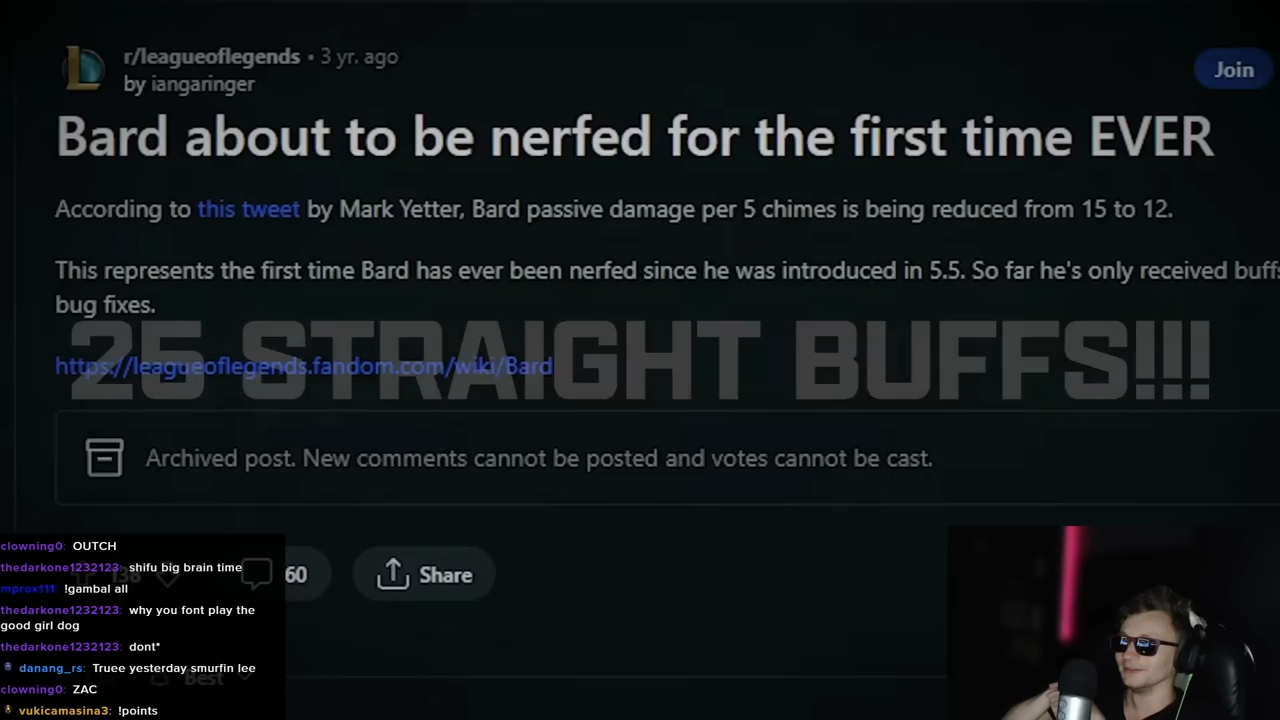 r/leagueoflegends • 3 yr. ago
by iangaringer
Join
Bard about to be nerfed for the first time EVER
According to this tweet by Mark Yetter, Bard passive damage per 5 chimes is being reduced from 15 to 12.
This represents the first time Bard has ever been nerfed since he was introduced in 5.5. So far he's only received buffs
bug fixes.
25 STRAIGHT BUFFS!!!
https://leagueoflegends.fandom.com/wiki/Bard
Archived post. New comments cannot be posted and votes cannot be cast.
138
60
Share
Best
clowning0: OUTCH
thedarkone1232123: shifu big brain time
mprox111: !gambal all
thedarkone1232123: why you font play the
good girl dog
thedarkone1232123: dont*
danang_rs: Truee yesterday smurfin lee
clowning0: ZAC
vukicamasina3: !points